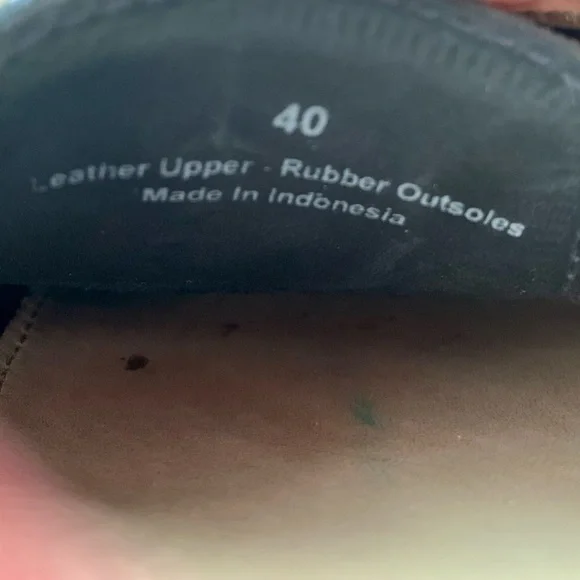 40
Leather Upper - Rubber Outsoles
Made In Indonesia